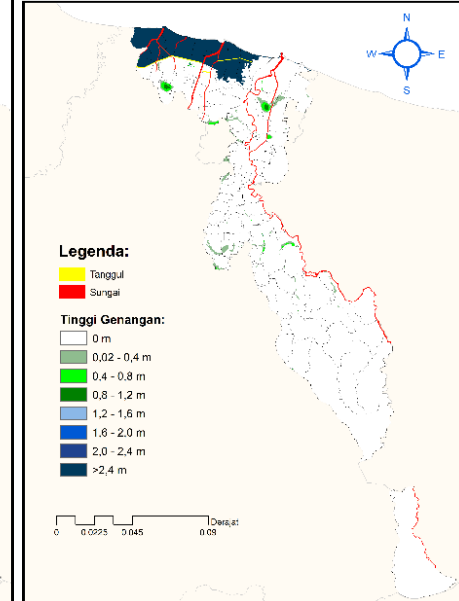 N
W E
S
Legenda:
Tanggul
Sungai
Tinggi Genangan:
0 m
0,02 - 0,4 m
0,4 - 0,8 m
0,8 - 1,2 m
1,2 - 1,6 m
1,6 - 2,0 m
2,0 - 2,4 m
>2,4 m
Derajat
0 0.0225 0.045 0.09